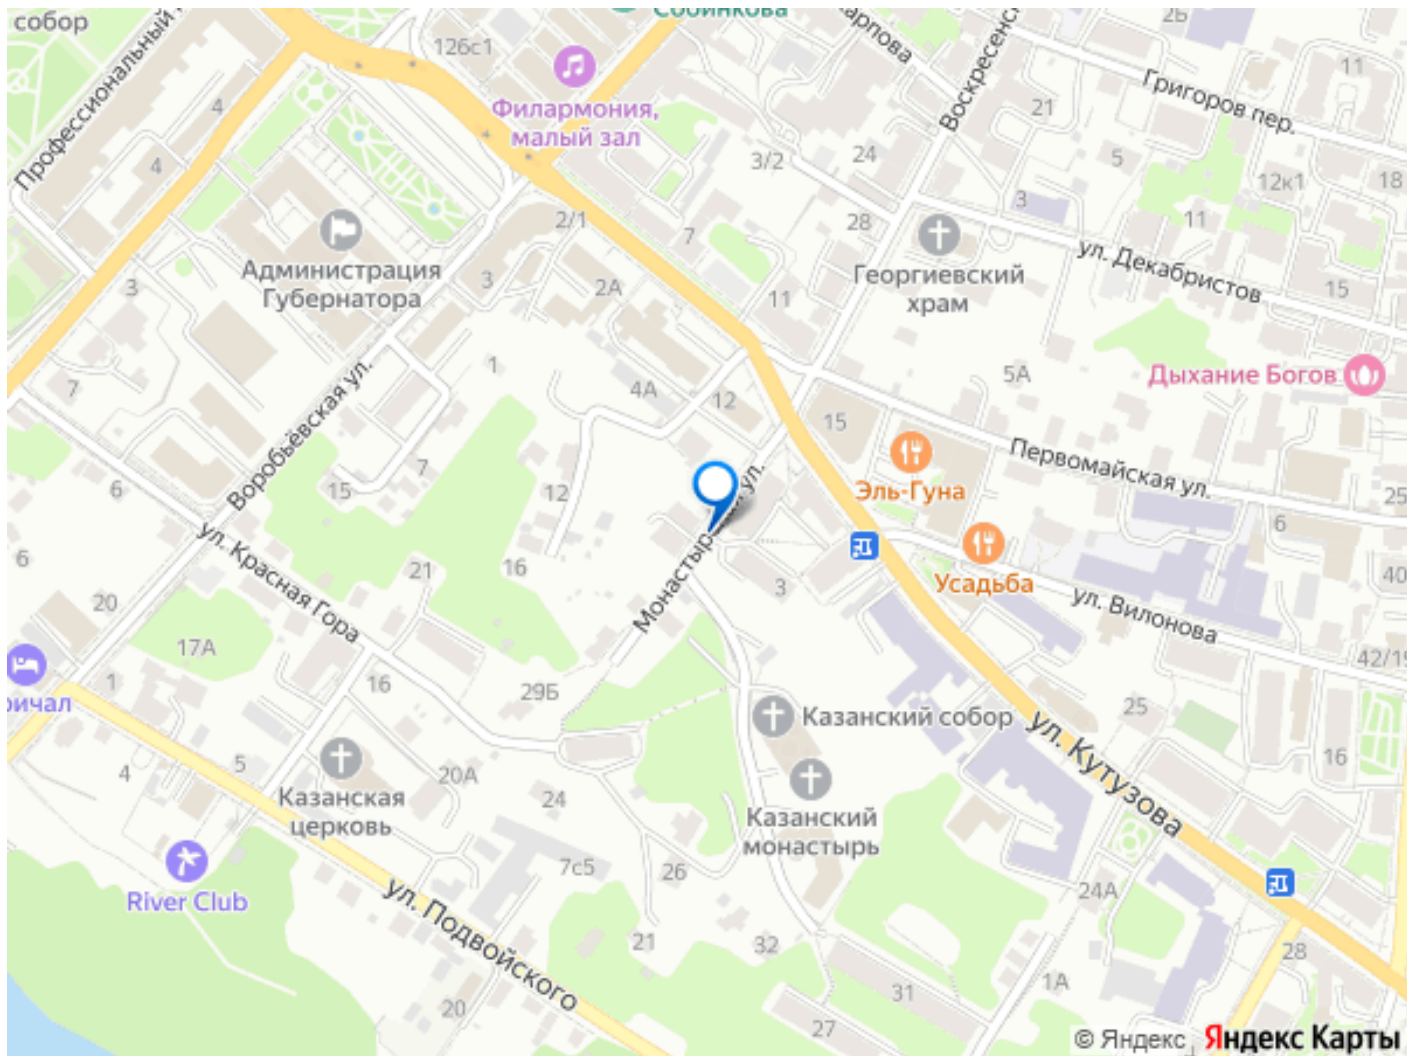 собор
Профессиональный
126с1
Филармония,
малый зал
Собинкова
Карпова
Воскресенск
2Б
11
Григоров пер.
21
4
4
3/2
24
5
12к1
18
3
11
28
2/1
7
Администрация
Губернатора
3
3
2А
11
Георгиевский
храм
ул. Декабристов
15
1
7
4А
12
5А
Дыхание Богов
15
Воробьёвская ул.
Первомайская ул.
7
15
12
6
Эль-Гуна
25
6
6
ул. Красная Гора
21
16
Монастырская ул.
3
Усадьба
40
ул. Вилонова
20
17А
42/19
1
16
29Б
ричал
Казанский собор
25
ул. Кутузова
16
4
5
20А
24
Казанская
церковь
Казанский
монастырь
7с5
26
24А
River Club
ул. Подвойского
21
32
28
20
31
1А
27
© Яндекс
Яндекс Карты